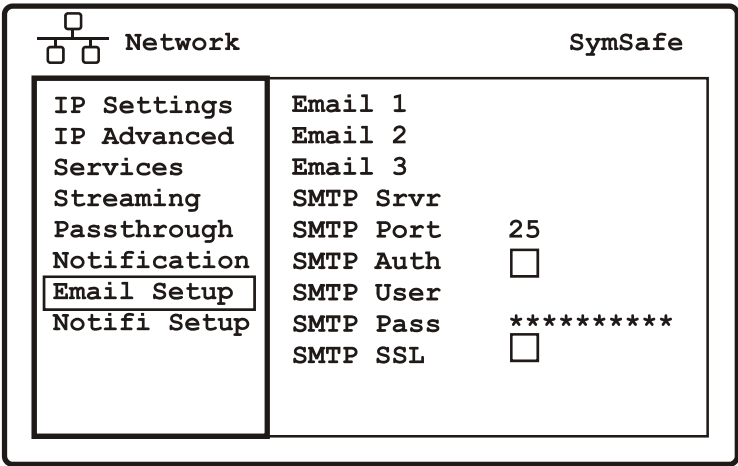 Network SymSafe
IP Settings
IP Advanced
Services
Streaming
Passthrough
Notification
Email Setup
Notifi Setup
Email 1
Email 2
Email 3
SMTP Srvr
SMTP Port 25
SMTP Auth
SMTP User
SMTP Pass **********
SMTP SSL